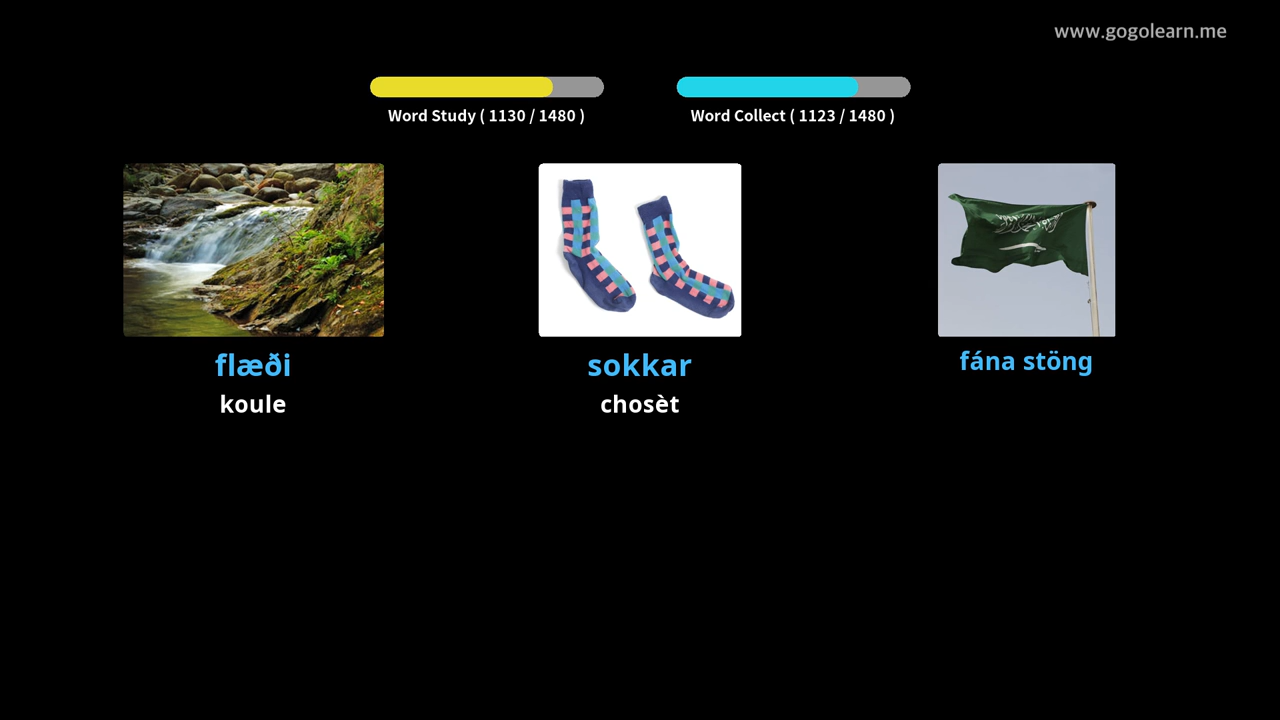 www.gogolearn.me
Word Study ( 1130 / 1480 )
Word Collect ( 1123 / 1480 )
flæði
koule
sokkar
chosèt
fána stöng